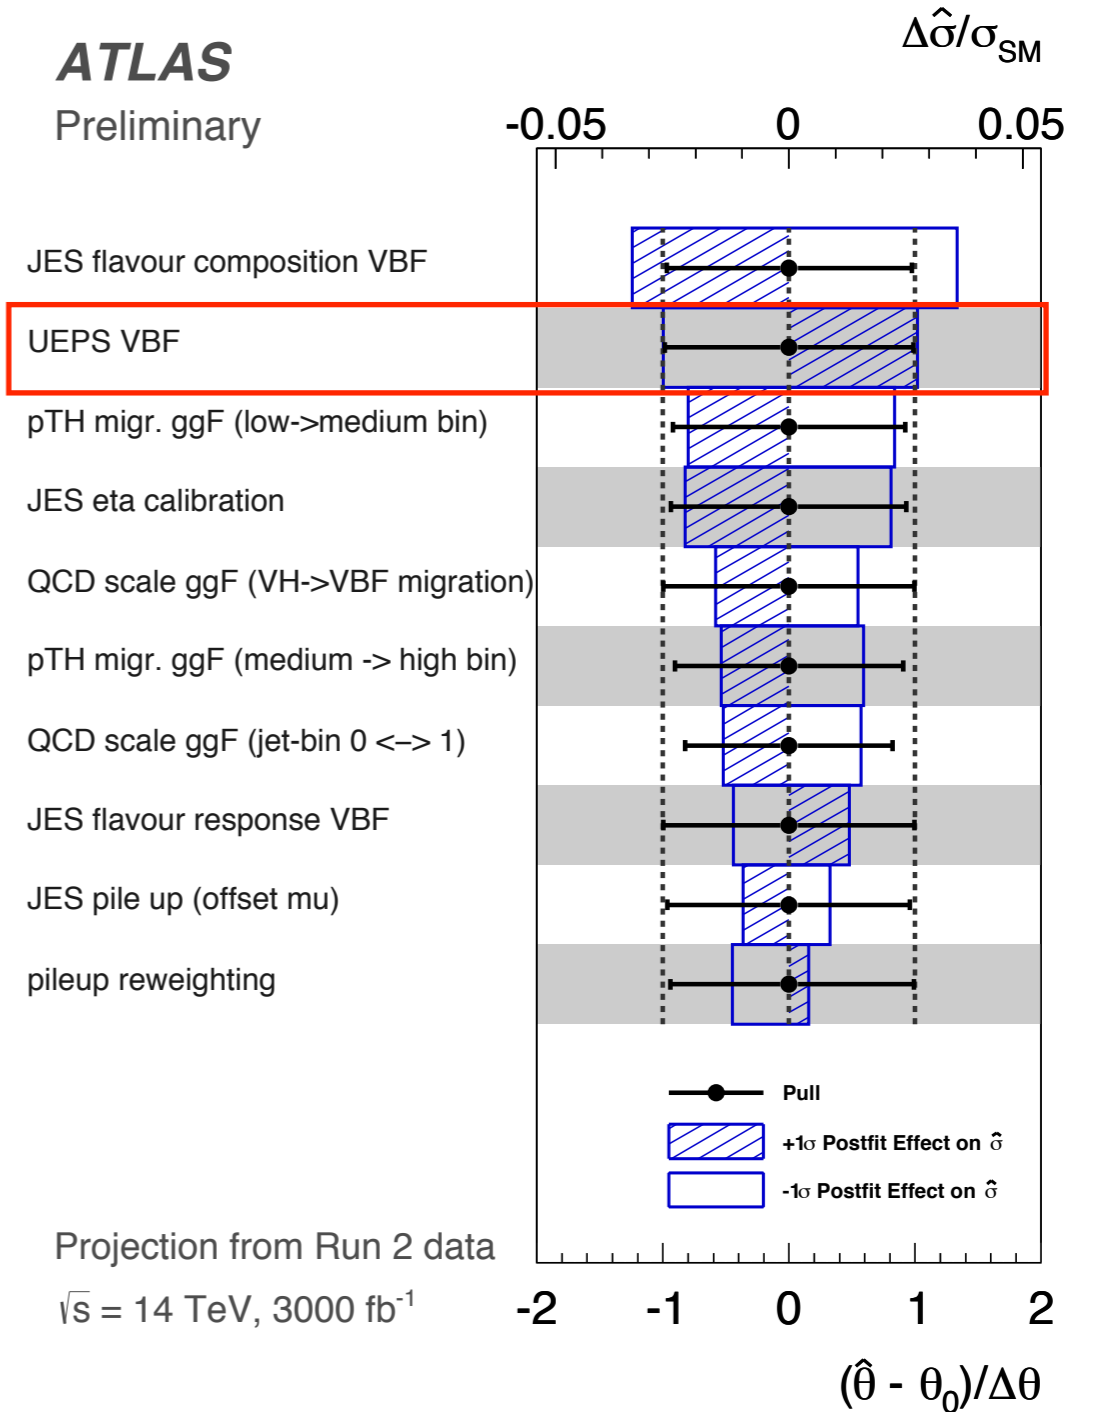 Δσ̂/σSM
ATLAS
Preliminary
-0.05 0 0.05
JES flavour composition VBF
UEPS VBF
pTH migr. ggF (low->medium bin)
JES eta calibration
QCD scale ggF (VH->VBF migration)
pTH migr. ggF (medium -> high bin)
QCD scale ggF (jet-bin 0 <–> 1)
JES flavour response VBF
JES pile up (offset mu)
pileup reweighting
Pull
+1σ Postfit Effect on σ̂
-1σ Postfit Effect on σ̂
Projection from Run 2 data
√s = 14 TeV, 3000 fb⁻¹
-2 -1 0 1 2
(θ̂ - θ₀)/Δθ